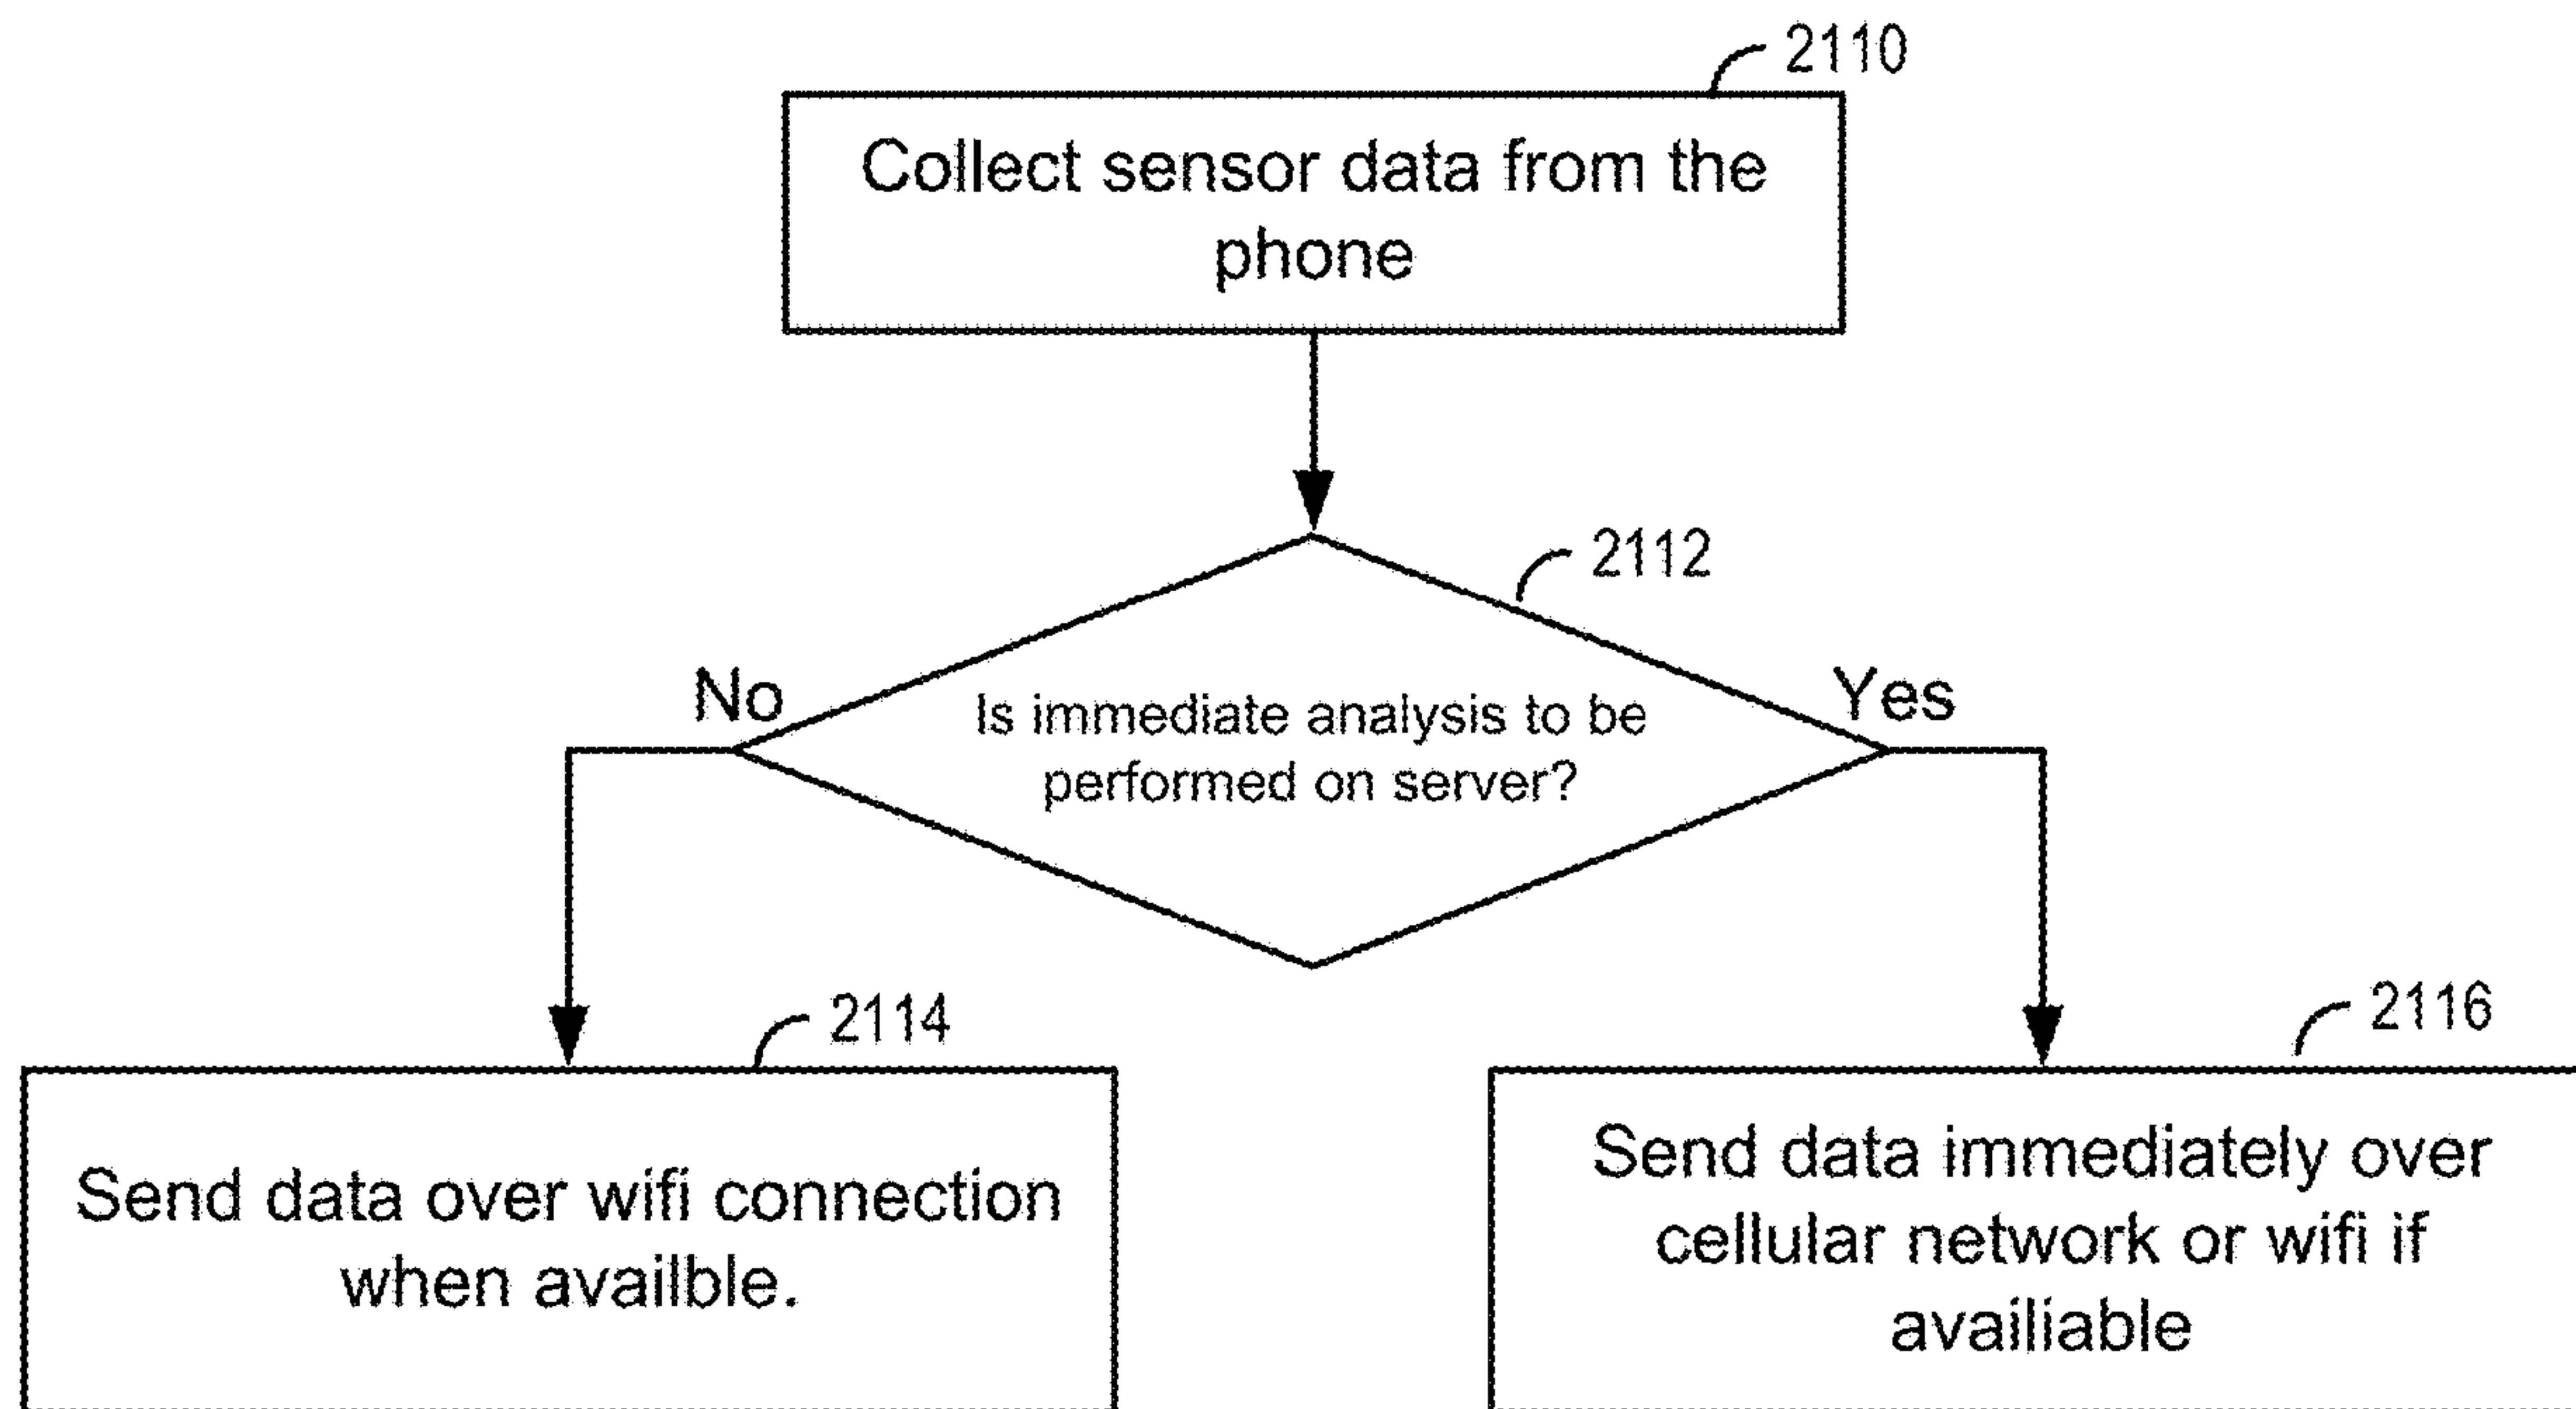 2110
Collect sensor data from the
phone
2112
No
Yes
Is immediate analysis to be
performed on server?
2114
Send data over wifi connection
when availble.
2116
Send data immediately over
cellular network or wifi if
availiable